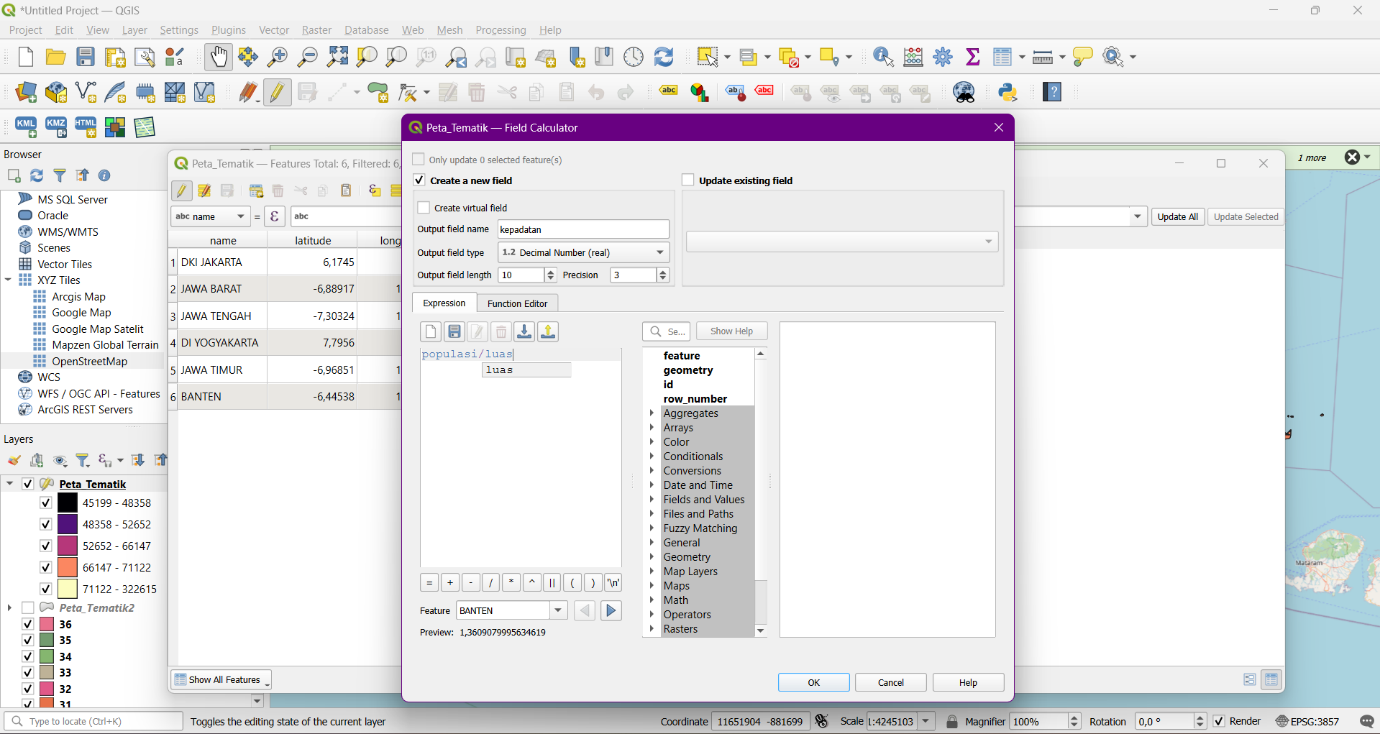 *Untitled Project — QGIS
Project Edit View Layer Settings Plugins Vector Raster Database Web Mesh Processing Help
Peta_Tematik — Field Calculator
Browser
Peta_Tematik — Features Total: 6, Filtered: 6,
1 more
MS SQL Server
Oracle
WMS/WMTS
Scenes
Vector Tiles
XYZ Tiles
Arcgis Map
Google Map
Google Map Satelit
Mapzen Global Terrain
OpenStreetMap
WCS
WFS / OGC API - Features
ArcGIS REST Servers
abc name = ε abc
Update All Update Selected
name latitude long
1 DKI JAKARTA 6,1745
2 JAWA BARAT -6,88917 1
3 JAWA TENGAH -7,30324 1
4 DI YOGYAKARTA 7,7956
5 JAWA TIMUR -6,96851 1
6 BANTEN -6,44538 1
Show All Features
Only update 0 selected feature(s)
Create a new field
Update existing field
Create virtual field
Output field name kepadatan
Output field type 1.2 Decimal Number (real)
Output field length 10 Precision 3
Expression Function Editor
Se... Show Help
populasi/luas
luas
feature
geometry
id
row_number
Aggregates
Arrays
Color
Conditionals
Conversions
Date and Time
Fields and Values
Files and Paths
Fuzzy Matching
General
Geometry
Map Layers
Maps
Math
Operators
Rasters
= + - / * ^ || ( ) '\n'
Feature BANTEN
Preview: 1,3609079995634619
OK Cancel Help
Layers
Peta_Tematik
45199 - 48358
48358 - 52652
52652 - 66147
66147 - 71122
71122 - 322615
Peta_Tematik2
36
35
34
33
32
31
Mataram
KML KMZ HTML
Type to locate (Ctrl+K) Toggles the editing state of the current layer Coordinate 11651904 -881699 Scale 1:4245103 Magnifier 100% Rotation 0,0 ° Render EPSG:3857